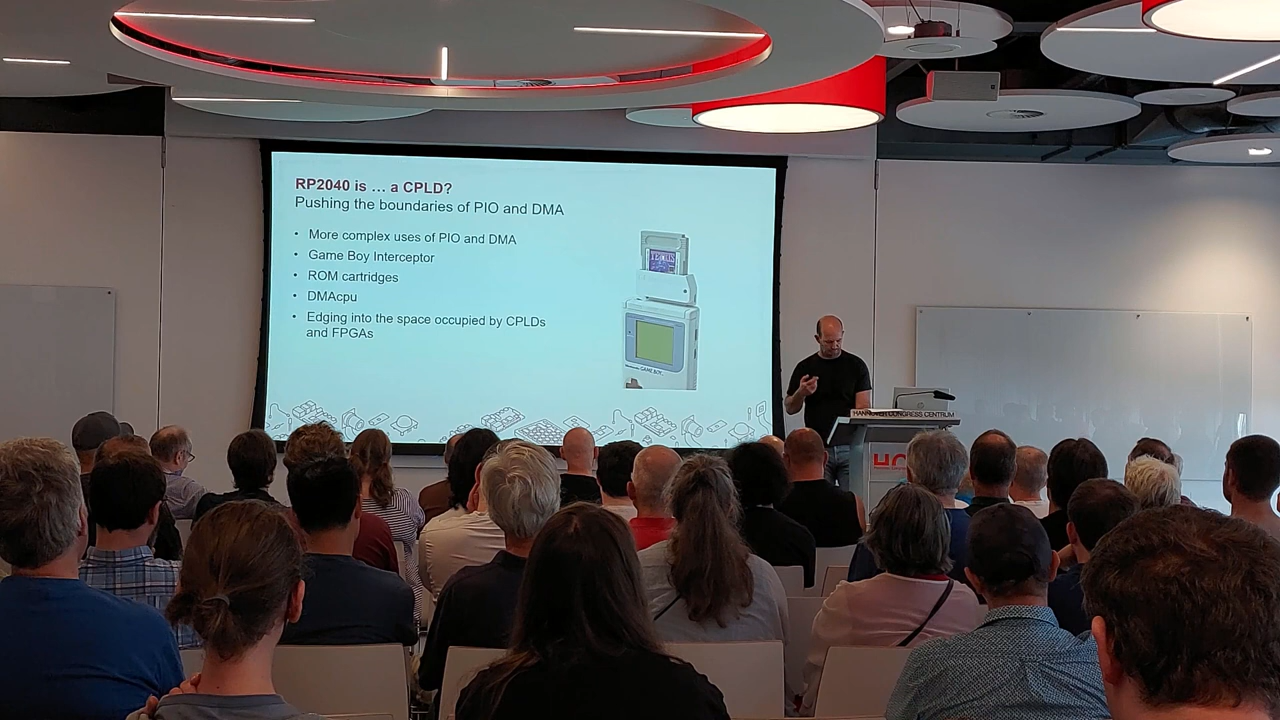 RP2040 is ... a CPLD?
Pushing the boundaries of PIO and DMA
• More complex uses of PIO and DMA
• Game Boy Interceptor
• ROM cartridges
• DMAcpu
• Edging into the space occupied by CPLDs
and FPGAs
TETRIS
GAME BOY
HANNOVER CONGRESS CENTRUM